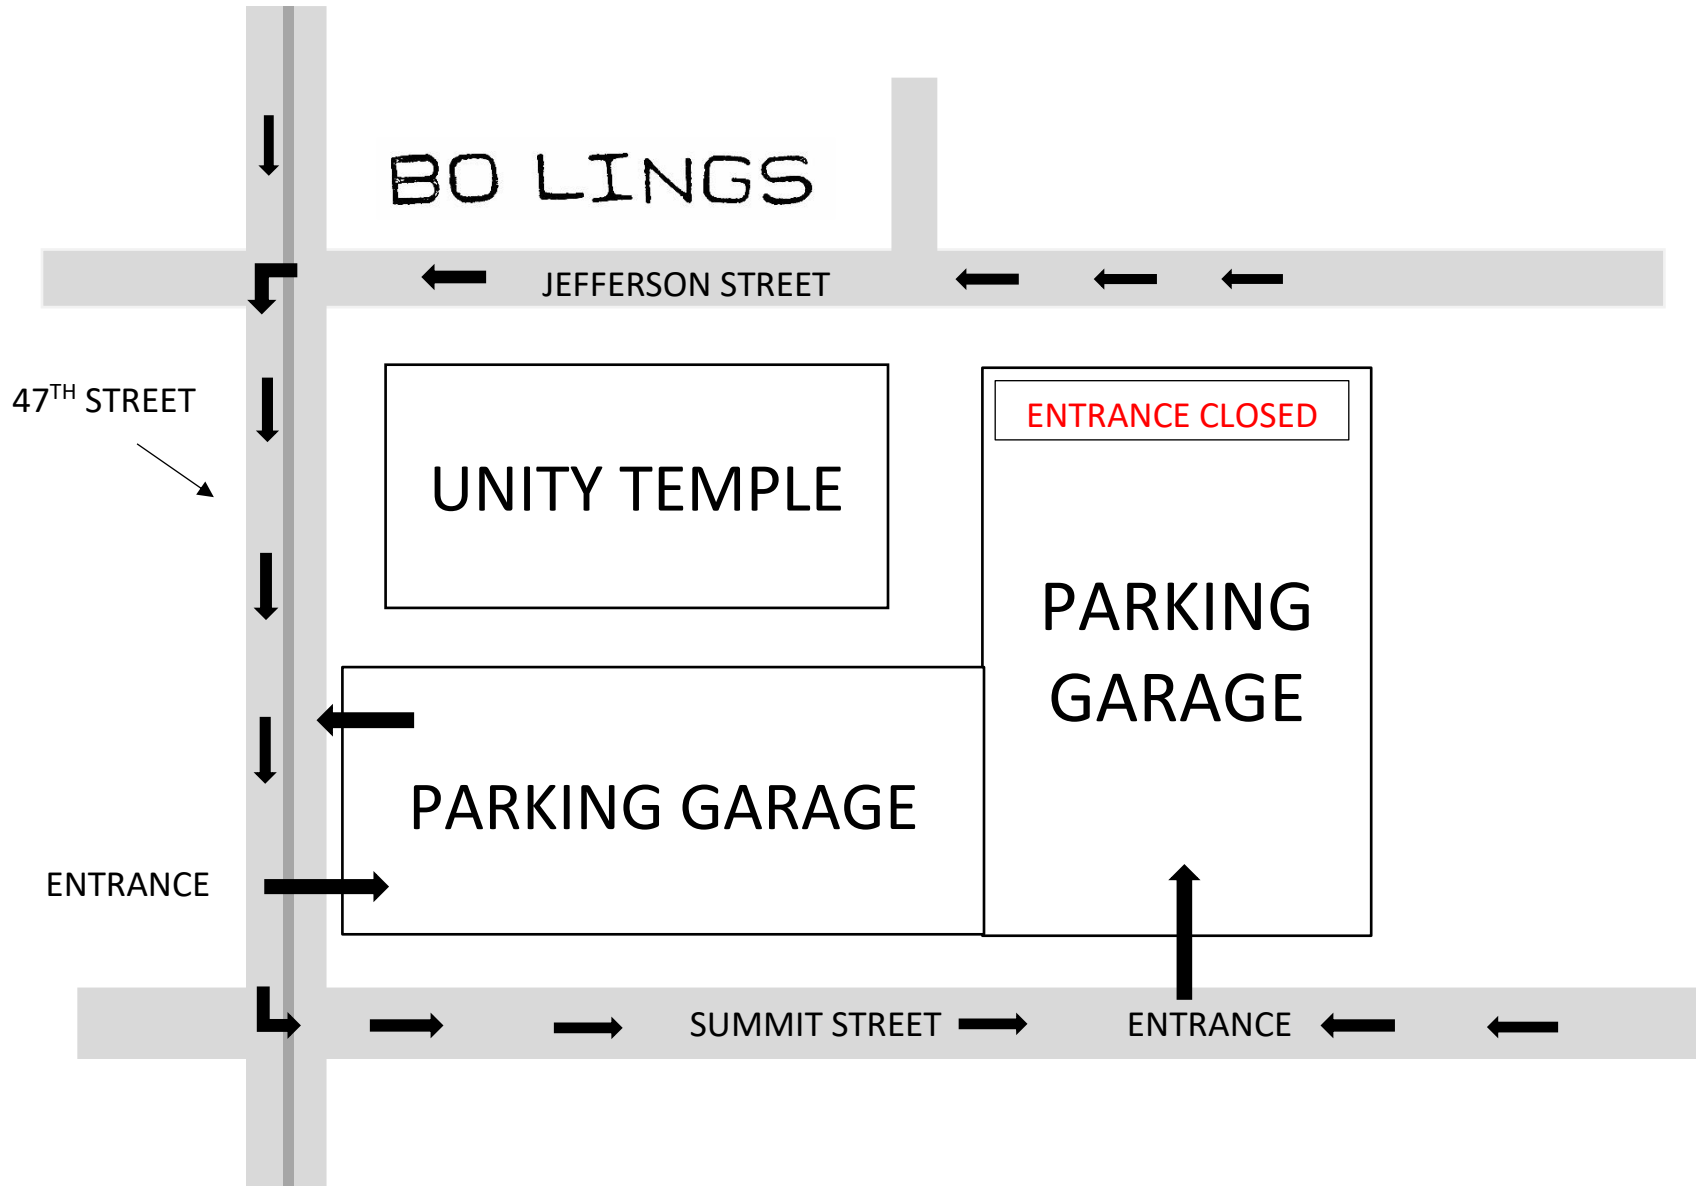 BO LINGS
JEFFERSON STREET
47TH STREET
ENTRANCE CLOSED
UNITY TEMPLE
PARKING
GARAGE
PARKING GARAGE
ENTRANCE
SUMMIT STREET
ENTRANCE